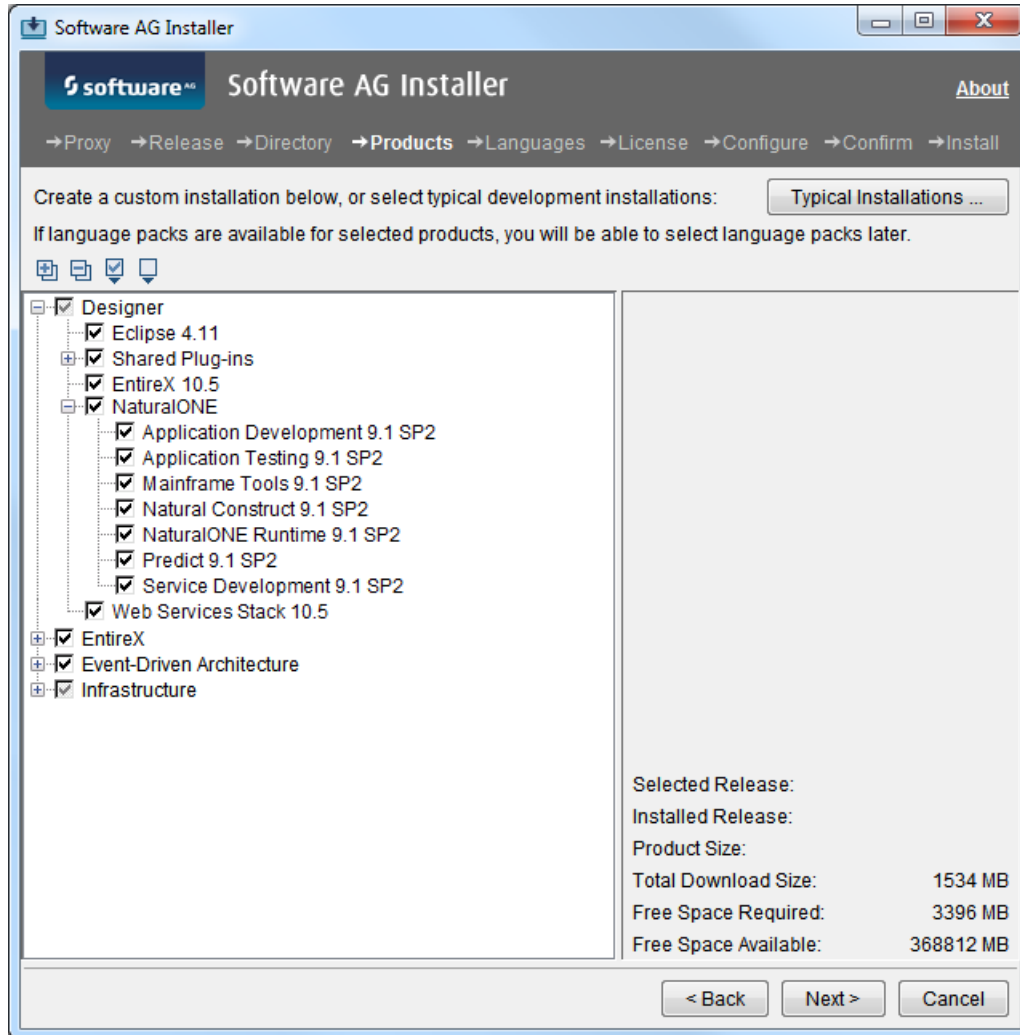 Software AG Installer
software AG Software AG Installer About
➔Proxy ➔Release ➔Directory ➔Products ➔Languages ➔License ➔Configure ➔Confirm ➔Install
Create a custom installation below, or select typical development installations: Typical Installations ...
If language packs are available for selected products, you will be able to select language packs later.
Designer
Eclipse 4.11
Shared Plug-ins
EntireX 10.5
NaturalONE
Application Development 9.1 SP2
Application Testing 9.1 SP2
Mainframe Tools 9.1 SP2
Natural Construct 9.1 SP2
NaturalONE Runtime 9.1 SP2
Predict 9.1 SP2
Service Development 9.1 SP2
Web Services Stack 10.5
EntireX
Event-Driven Architecture
Infrastructure
Selected Release:
Installed Release:
Product Size:
Total Download Size: 1534 MB
Free Space Required: 3396 MB
Free Space Available: 368812 MB
< Back Next > Cancel